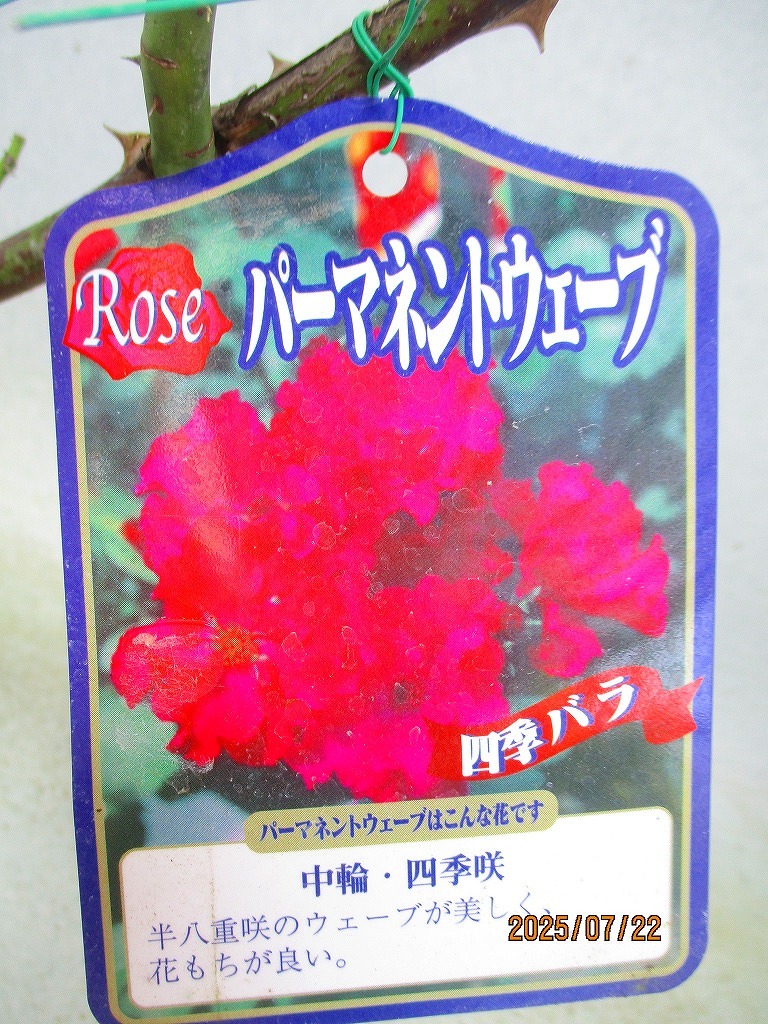 Rose
パーマネントウェーブ
四季バラ
パーマネントウェーブはこんな花です
中輪・四季咲
半八重咲のウェーブが美しく、
花もちが良い。
2025/07/22